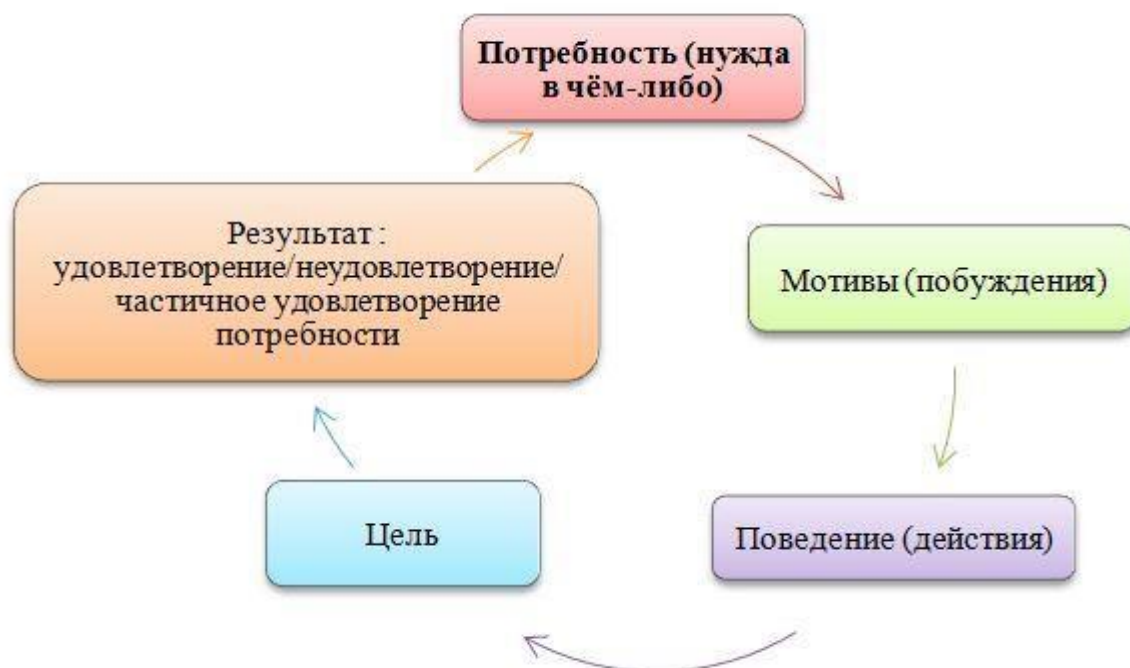 Потребность (нужда
в чём-либо)
Мотивы (побуждения)
Поведение (действия)
Цель
Результат :
удовлетворение/неудовлетворение/
частичное удовлетворение
потребности